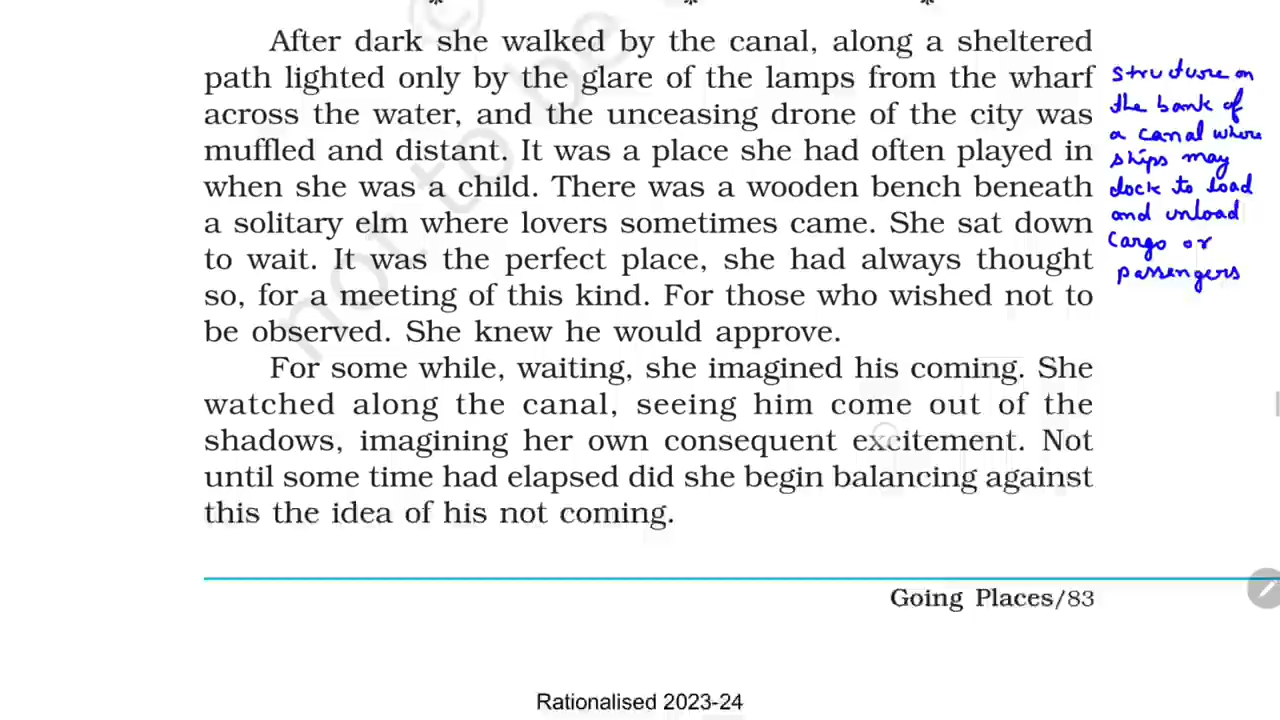 After dark she walked by the canal, along a sheltered
path lighted only by the glare of the lamps from the wharf
across the water, and the unceasing drone of the city was
muffled and distant. It was a place she had often played in
when she was a child. There was a wooden bench beneath
a solitary elm where lovers sometimes came. She sat down
to wait. It was the perfect place, she had always thought
so, for a meeting of this kind. For those who wished not to
be observed. She knew he would approve.
For some while, waiting, she imagined his coming. She
watched along the canal, seeing him come out of the
shadows, imagining her own consequent excitement. Not
until some time had elapsed did she begin balancing against
this the idea of his not coming.
structure on
the bank of
a canal where
ships may
dock to load
and unload
cargo or
passengers
Going Places/83
Rationalised 2023-24
©
not to be